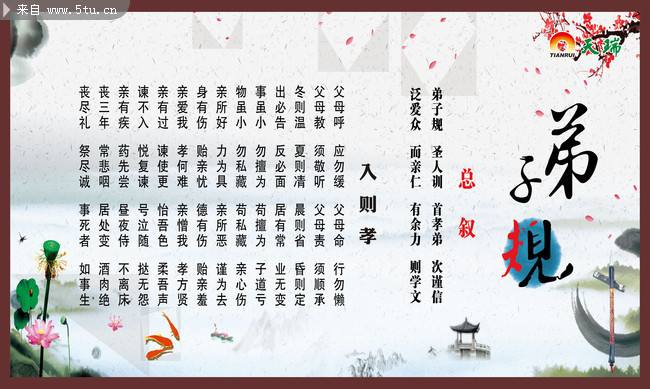 来自 www.5tu.cn
TIANRUI 天瑞
弟子規
总叙
弟子规 圣人训 首孝弟 次谨信
泛爱众 而亲仁 有余力 则学文
入则孝
父母呼 应勿缓 父母命 行勿懒
父母教 须敬听 父母责 须顺承
冬则温 夏则清 晨则省 昏则定
出必告 反必面 居有常 业无变
事虽小 勿擅为 苟擅为 子道亏
物虽小 勿私藏 苟私藏 亲心伤
亲所好 力为具 亲所恶 谨为去
身有伤 贻亲忧 德有伤 贻亲羞
亲爱我 孝何难 亲憎我 孝方贤
亲有过 谏使更 怡吾色 柔吾声
谏不入 悦复谏 号泣随 挞无怨
亲有疾 药先尝 昼夜侍 不离床
丧三年 常悲咽 居处变 酒肉绝
丧尽礼 祭尽诚 事死者 如事生